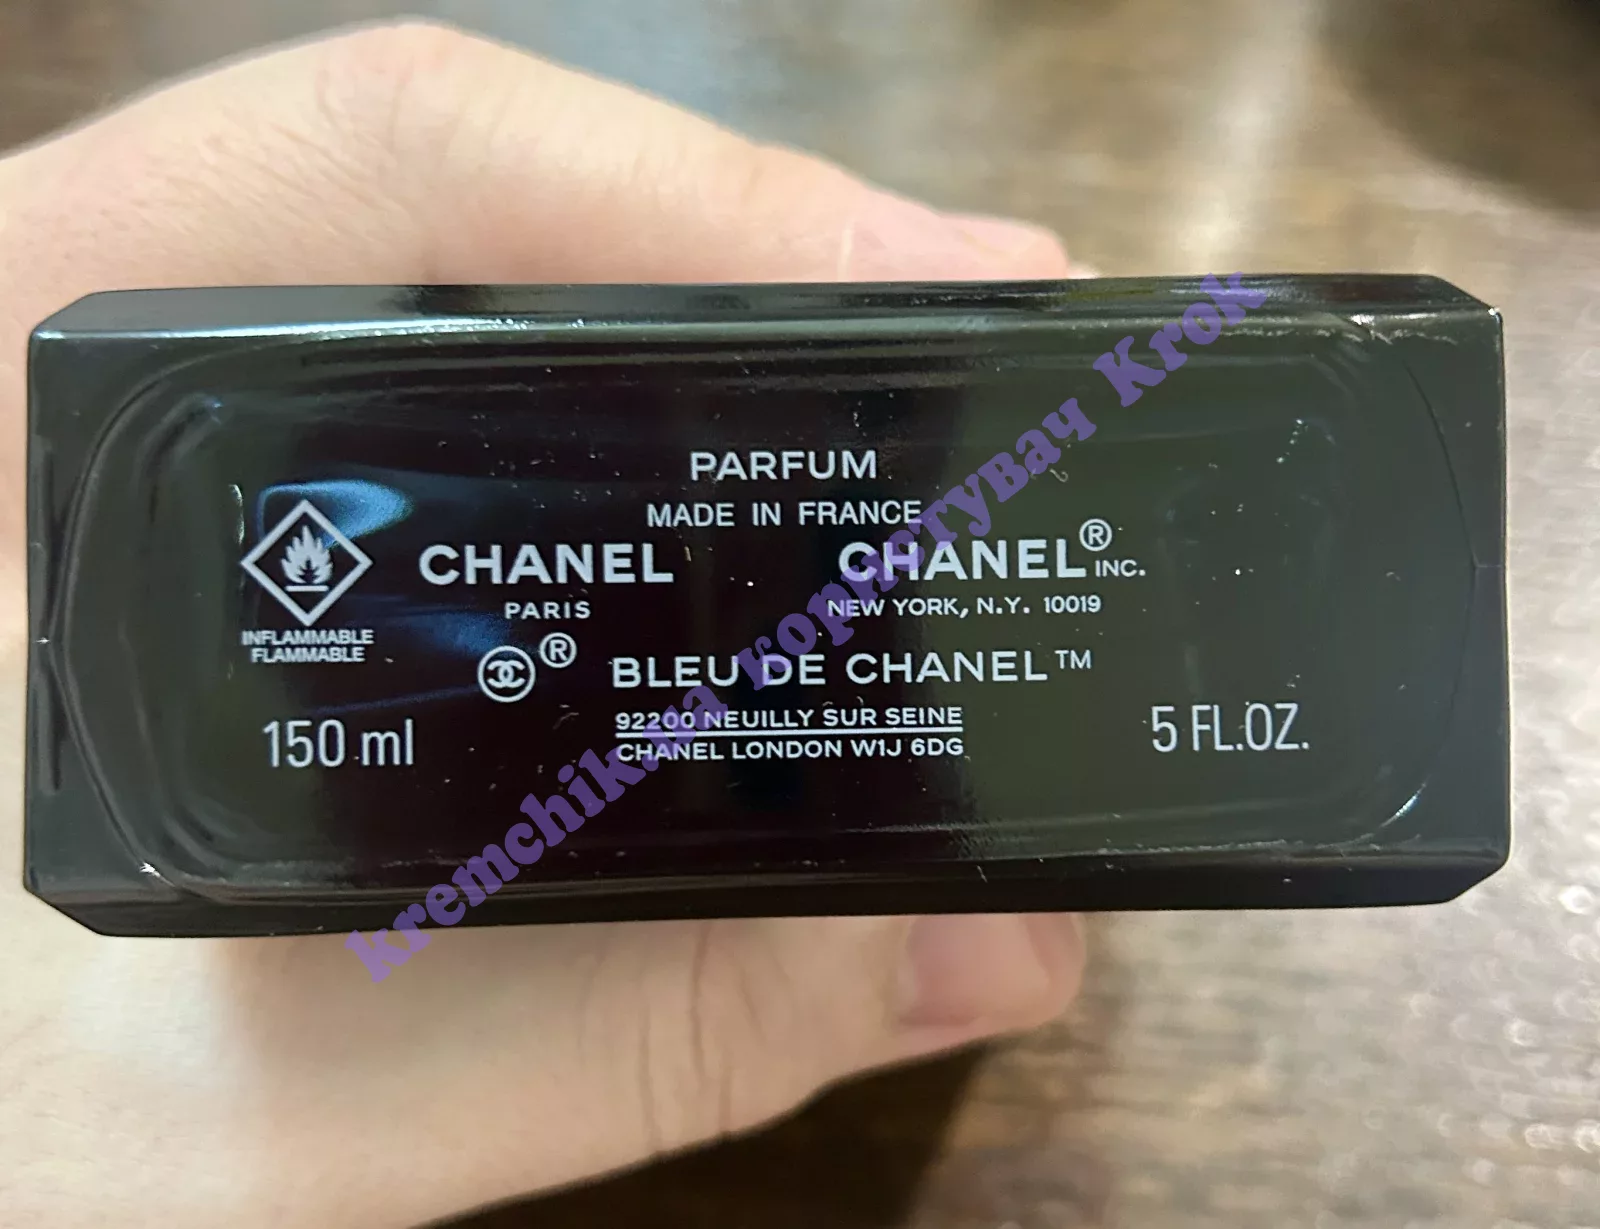 PARFUM
MADE IN FRANCE
CHANEL
PARIS
CHANEL® INC.
NEW YORK, N.Y. 10019
INFLAMMABLE
FLAMMABLE
®
BLEU DE CHANEL™
92200 NEUILLY SUR SEINE
CHANEL LONDON W1J 6DG
150 ml
5 FL.OZ.
kremchik.ua користувач Krok